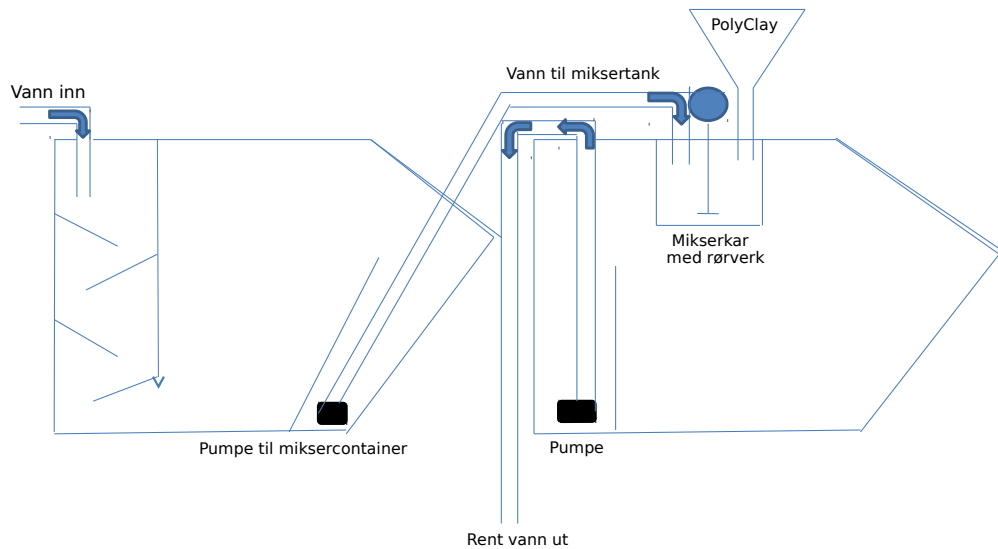 PolyClay
Vann til miksertank
Vann inn
Mikserkar
med rørverk
Pumpe til miksercontainer
Pumpe
Rent vann ut